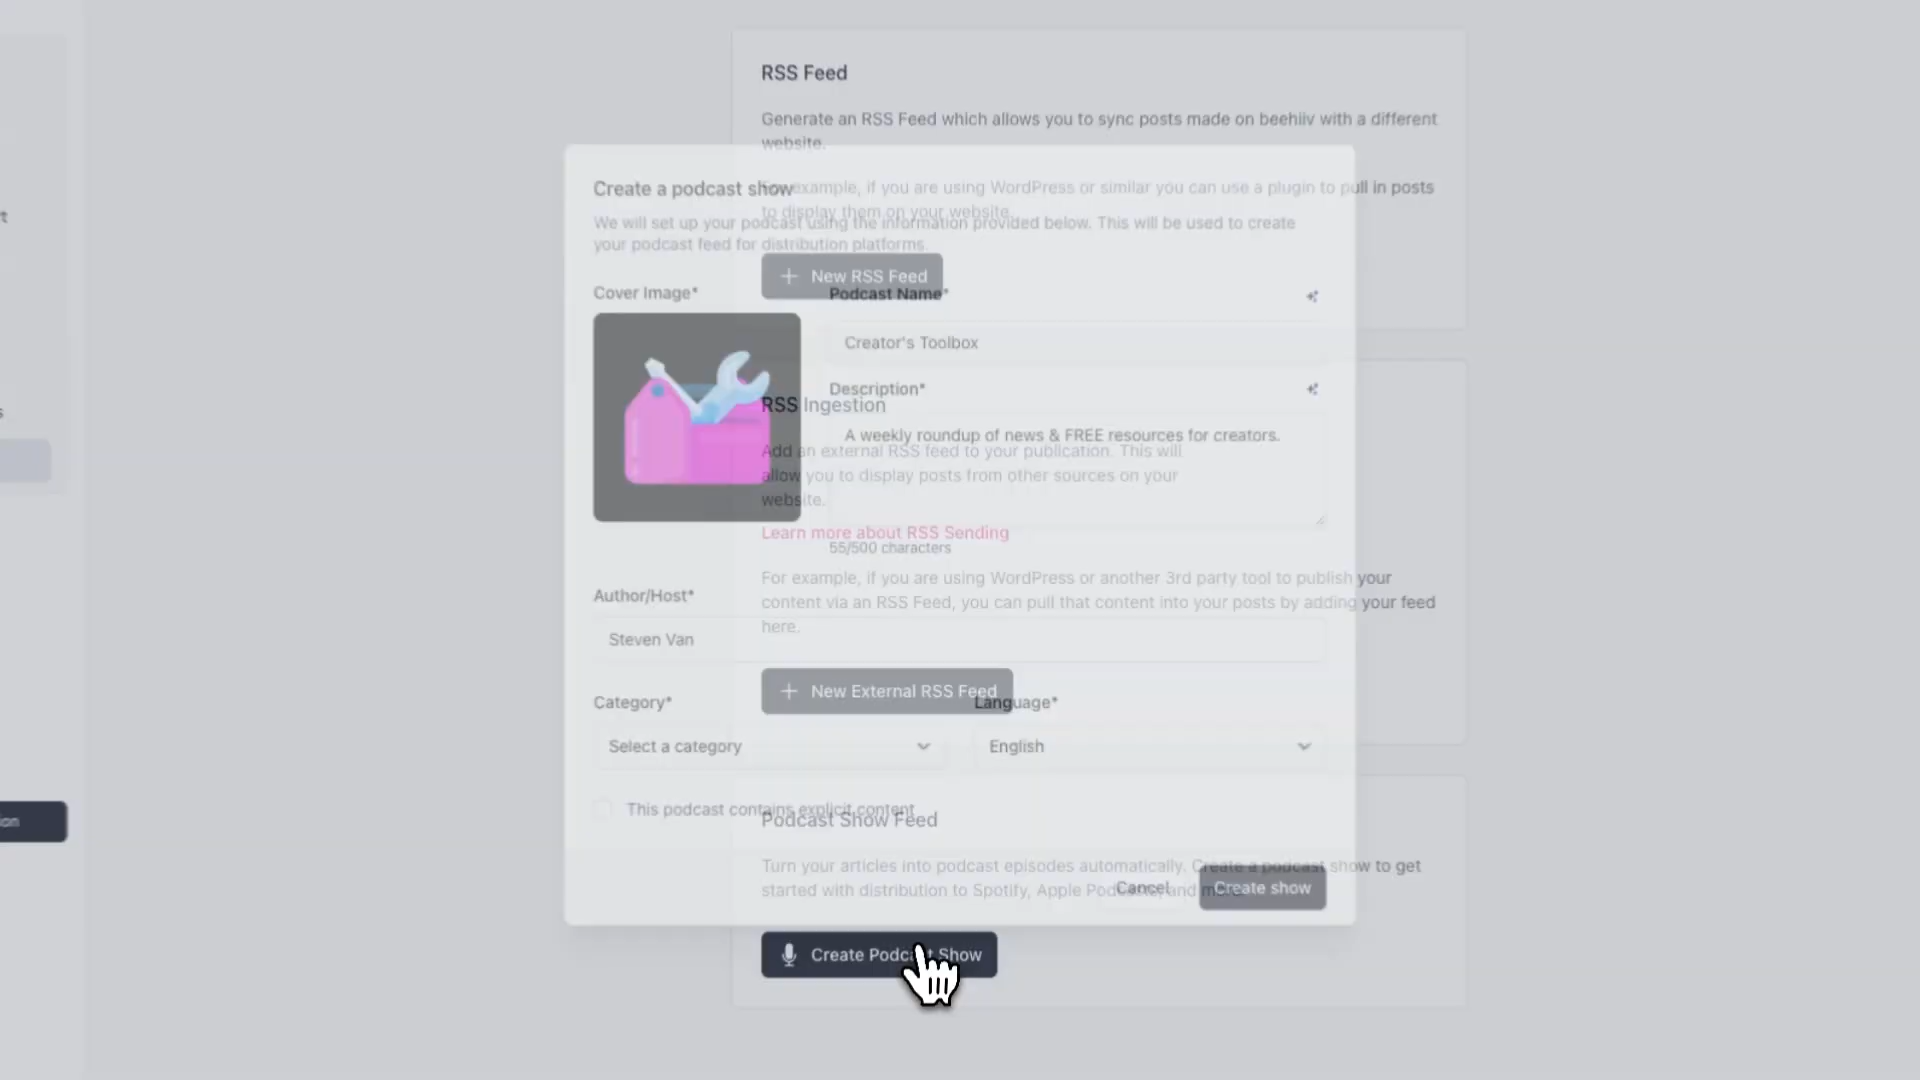 RSS Feed
Generate an RSS Feed which allows you to sync posts made on beehiiv with a different
website.
example, if you are using WordPress or similar you can use a plugin to pull in posts
to display them on your website.
New RSS Feed
RSS Ingestion
Add an external RSS feed to your publication. This will
allow you to display posts from other sources on your
website.
Learn more about RSS Sending
For example, if you are using WordPress or another 3rd party tool to publish your
content via an RSS Feed, you can pull that content into your posts by adding your feed
here.
New External RSS Feed
Podcast Show Feed
Turn your articles into podcast episodes automatically. Create a podcast show to get
started with distribution to Spotify, Apple Podcasts, and more.
Create Podcast Show
Create a podcast show
We will set up your podcast using the information provided below. This will be used to create
your podcast feed for distribution platforms.
Cover Image*
Podcast Name*
Creator's Toolbox
Description*
A weekly roundup of news & FREE resources for creators.
55/500 characters
Author/Host*
Steven Van
Category*
Language*
Select a category
English
This podcast contains explicit content
Cancel
Create show